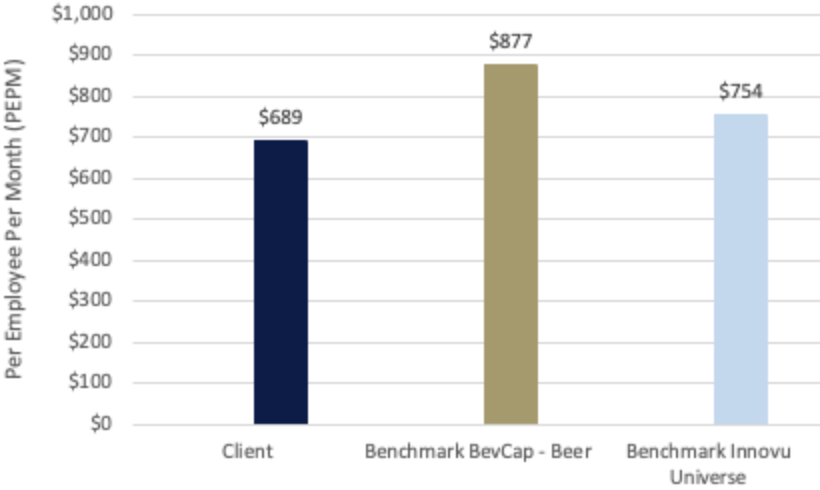 Per Employee Per Month (PEPM)
$1,000
$900
$800
$700
$600
$500
$400
$300
$200
$100
$0
$689
$877
$754
Client
Benchmark BevCap - Beer
Benchmark Innovu
Universe